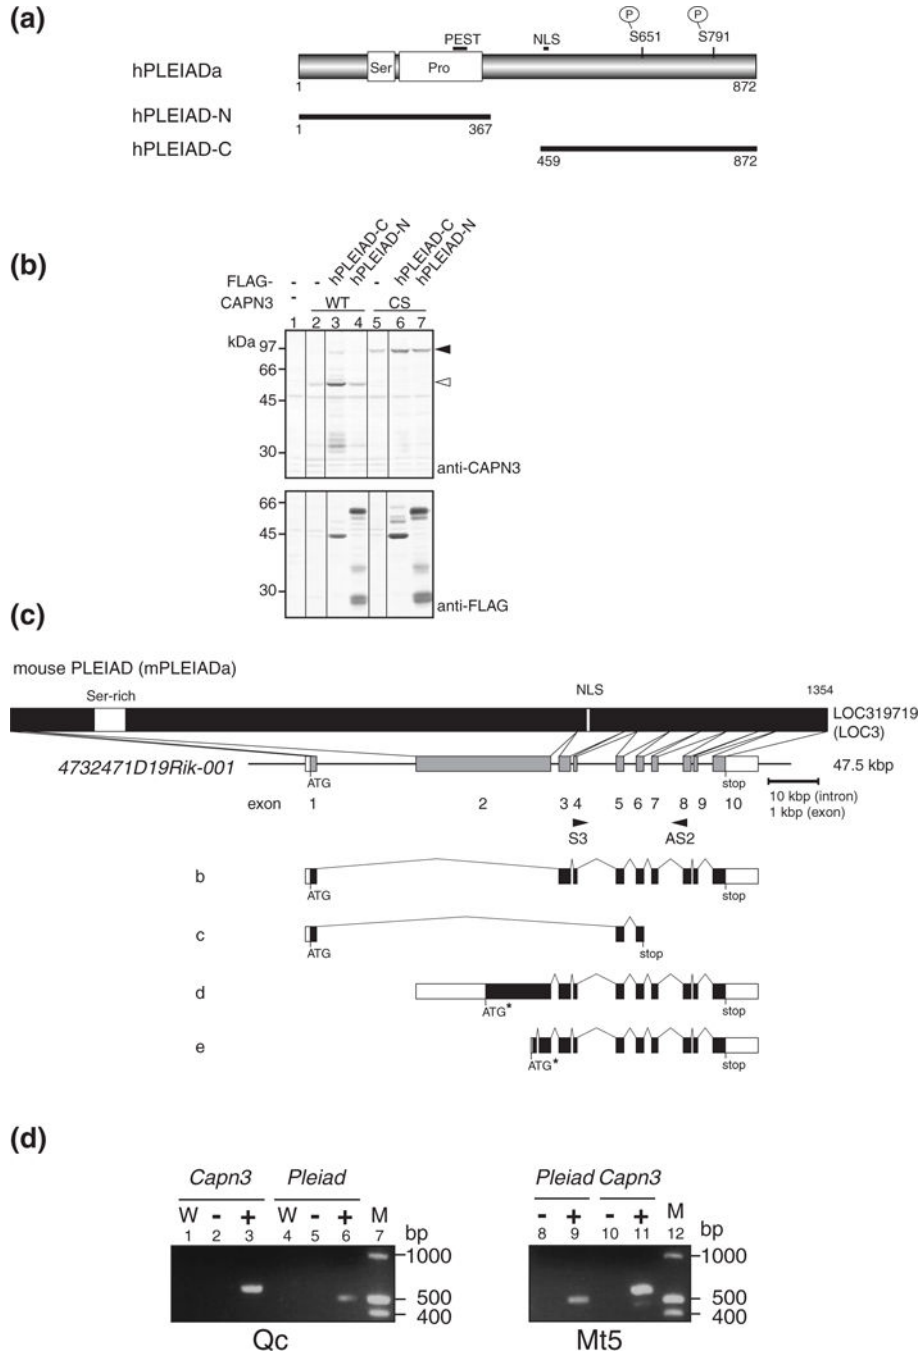 (a)
P P
PEST NLS S651 S791
hPLEIADa Ser Pro
1 872
hPLEIAD-N
1 367
hPLEIAD-C
459 872
(b)
hPLEIAD-C hPLEIAD-N hPLEIAD-C hPLEIAD-N
FLAG- - - -
CAPN3 - WT CS
1 2 3 4 5 6 7
kDa 97
66
45
30
anti-CAPN3
66
45
30
anti-FLAG
(c)
mouse PLEIAD (mPLEIADa)
Ser-rich NLS 1354
LOC319719
(LOC3)
4732471D19Rik-001 47.5 kbp
ATG stop
10 kbp (intron)
1 kbp (exon)
exon 1 2 3 4 5 6 7 8 9 10
S3 AS2
b
ATG stop
c
ATG stop
d
ATG* stop
e
ATG* stop
(d)
Capn3 Pleiad
W - + W - + M
1 2 3 4 5 6 7 bp
1000
500
400
Qc
Pleiad Capn3
- + - + M
8 9 10 11 12 bp
1000
500
400
Mt5